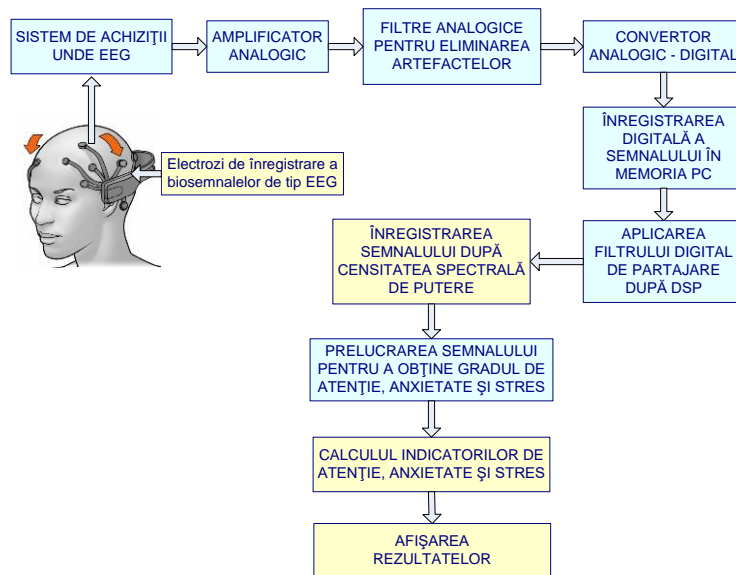 SISTEM DE ACHIZIŢII
UNDE EEG
AMPLIFICATOR
ANALOGIC
FILTRE ANALOGICE
PENTRU ELIMINAREA
ARTEFACTELOR
CONVERTOR
ANALOGIC - DIGITAL
Electrozi de înregistrare a
biosemnalelor de tip EEG
ÎNREGISTRAREA
DIGITALĂ A
SEMNALULUI ÎN
MEMORIA PC
APLICAREA
FILTRULUI DIGITAL
DE PARTAJARE
DUPĂ DSP
ÎNREGISTRAREA
SEMNALULUI DUPĂ
CENSITATEA SPECTRALĂ
DE PUTERE
PRELUCRAREA SEMNALULUI
PENTRU A OBŢINE GRADUL DE
ATENŢIE, ANXIETATE ŞI STRES
CALCULUL INDICATORILOR DE
ATENŢIE, ANXIETATE ŞI STRES
AFIŞAREA
REZULTATELOR